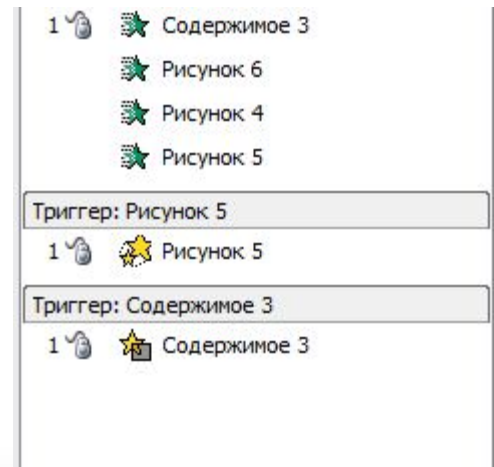 1 Содержимое 3
Рисунок 6
Рисунок 4
Рисунок 5
Триггер: Рисунок 5
1 Рисунок 5
Триггер: Содержимое 3
1 Содержимое 3